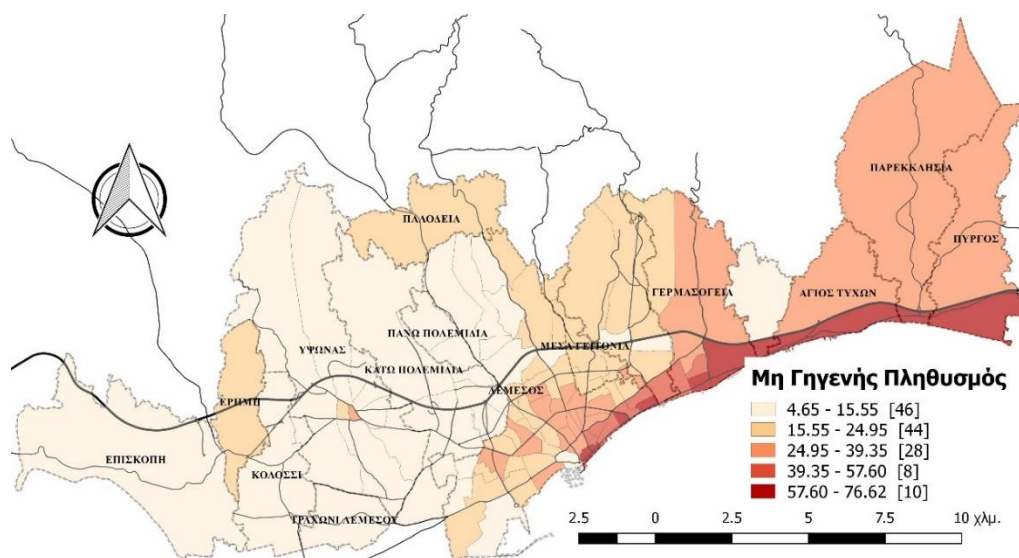 ΠΑΡΕΚΚΛΗΣΙΑ
ΠΑΛΟΔΕΙΑ
ΠΥΡΓΟΣ
ΓΕΡΜΑΣΟΓΕΙΑ
ΑΓΙΟΣ ΤΥΧΩΝ
ΠΑΝΩ ΠΟΛΕΜΙΔΙΑ
ΥΨΩΝΑΣ
ΜΕΣΑ ΓΕΙΤΟΝΙΑ
ΚΑΤΩ ΠΟΛΕΜΙΔΙΑ
ΛΕΜΕΣΟΣ
ΕΡΗΜΗ
ΕΠΙΣΚΟΠΗ
ΚΟΛΟΣΣΙ
ΤΡΑΧΩΝΙ ΛΕΜΕΣΟΥ
Μη Γηγενής Πληθυσμός
4.65 - 15.55 [46]
15.55 - 24.95 [44]
24.95 - 39.35 [28]
39.35 - 57.60 [8]
57.60 - 76.62 [10]
2.5 0 2.5 5 7.5 10 χλμ.